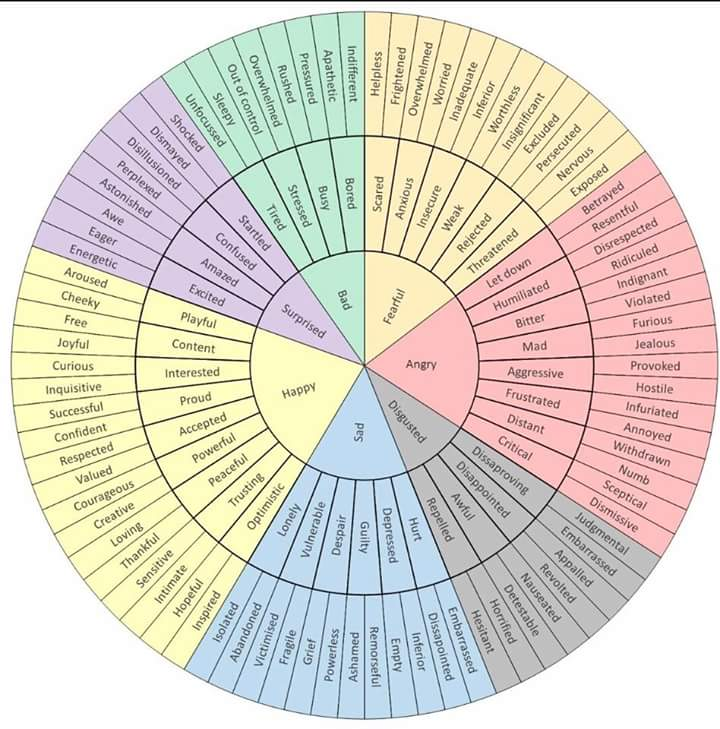 Fearful
Angry
Disgusted
Sad
Happy
Surprised
Bad
Scared
Anxious
Insecure
Weak
Rejected
Threatened
Let down
Humiliated
Bitter
Mad
Aggressive
Frustrated
Distant
Critical
Dissaproving
Disappointed
Awful
Repelled
Hurt
Depressed
Guilty
Despair
Vulnerable
Lonely
Optimistic
Trusting
Peaceful
Powerful
Accepted
Proud
Interested
Content
Playful
Excited
Amazed
Confused
Startled
Tired
Stressed
Busy
Bored
Helpless
Frightened
Overwhelmed
Worried
Inadequate
Inferior
Worthless
Insignificant
Excluded
Persecuted
Nervous
Exposed
Betrayed
Resentful
Disrespected
Ridiculed
Indignant
Violated
Furious
Jealous
Provoked
Hostile
Infuriated
Annoyed
Withdrawn
Numb
Sceptical
Dismissive
Judgmental
Embarrassed
Appalled
Revolted
Nauseated
Detestable
Horrified
Hesitant
Embarrassed
Dissapointed
Inferior
Empty
Remorseful
Ashamed
Powerless
Grief
Fragile
Victimised
Abandoned
Isolated
Inspired
Hopeful
Intimate
Sensitive
Thankful
Loving
Creative
Courageous
Valued
Respected
Confident
Successful
Inquisitive
Curious
Joyful
Free
Cheeky
Aroused
Energetic
Eager
Awe
Astonished
Perplexed
Disillusioned
Dismayed
Shocked
Unfocussed
Sleepy
Out of control
Overwhelmed
Rushed
Pressured
Apathetic
Indifferent